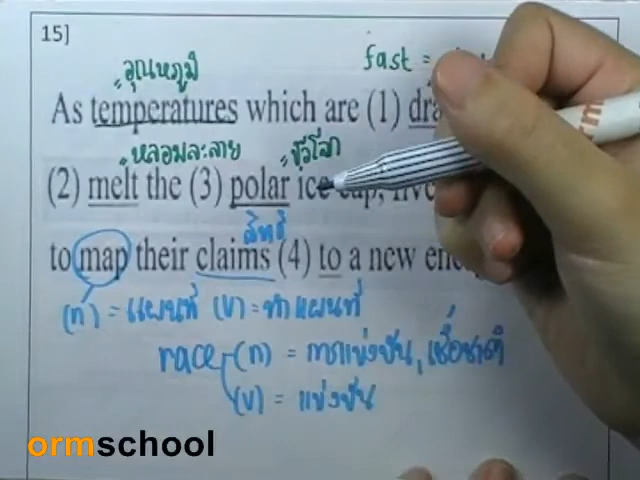 15]
fast =
= อุณหภูมิ
As temperatures which are (1)
= หลอมละลาย = ขั้วโลก
(2) melt the (3) polar ice cap, five
สิทธิ์
to map their claims (4) to a new
(n) = แผนที่ (v) = ทำแผนที่
race (n) = การแข่งขัน, เชื้อชาติ
(v) = แข่งขัน
ormschool